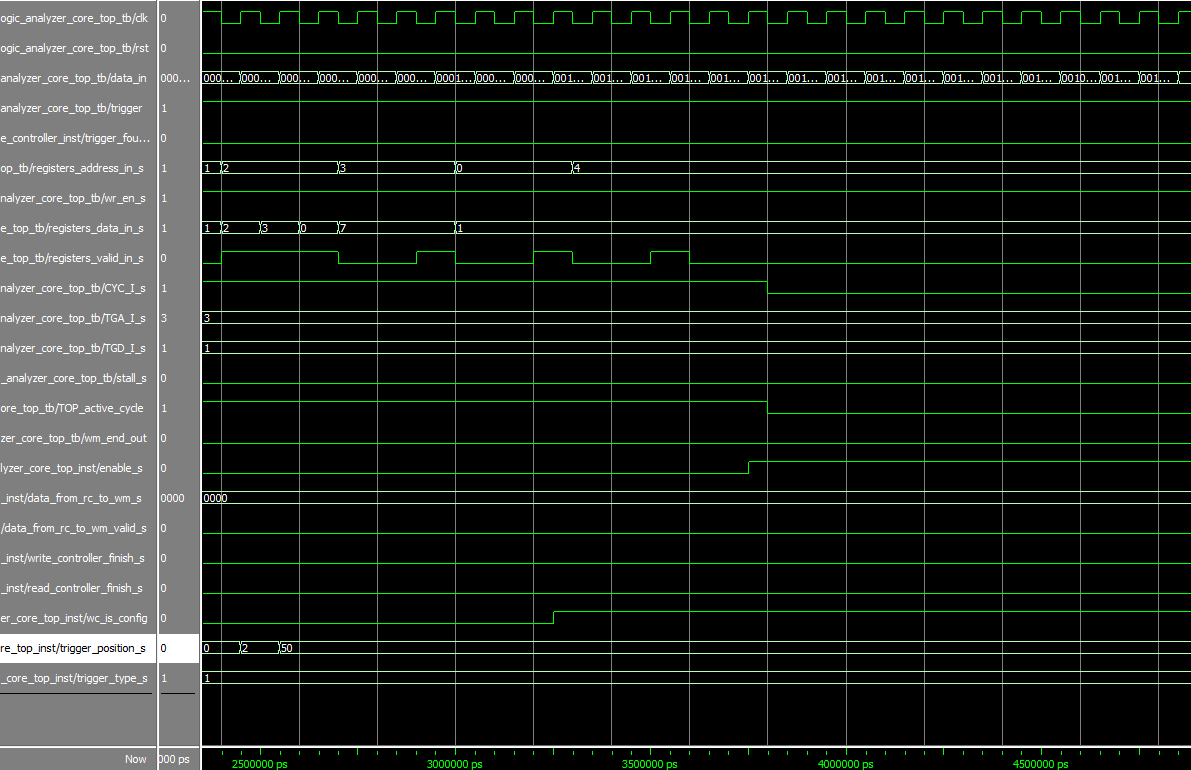 ogic_analyzer_core_top_tb/clk 0
ogic_analyzer_core_top_tb/rst 0
analyzer_core_top_tb/data_in 000... 000... 000... 000... 000... 000... 000... 0001... 000... 000... 001... 001... 001... 001... 001... 001... 001... 001... 001... 001... 001... 001... 0010... 001... 001...
analyzer_core_top_tb/trigger 1
e_controller_inst/trigger_fou... 0
op_tb/registers_address_in_s 1 1 2 3 0 4
nalyzer_core_top_tb/wr_en_s 1
e_top_tb/registers_data_in_s 1 1 2 3 0 7 1
e_top_tb/registers_valid_in_s 0
nalyzer_core_top_tb/CYC_I_s 1
nalyzer_core_top_tb/TGA_I_s 3 3
nalyzer_core_top_tb/TGD_I_s 1 1
_analyzer_core_top_tb/stall_s 0
ore_top_tb/TOP_active_cycle 1
zer_core_top_tb/wm_end_out 0
lyzer_core_top_inst/enable_s 0
_inst/data_from_rc_to_wm_s 0000 0000
/data_from_rc_to_wm_valid_s 0
_inst/write_controller_finish_s 0
_inst/read_controller_finish_s 0
er_core_top_inst/wc_is_config 0
re_top_inst/trigger_position_s 0 0 2 50
_core_top_inst/trigger_type_s 1 1
Now 000 ps
2500000 ps 3000000 ps 3500000 ps 4000000 ps 4500000 ps